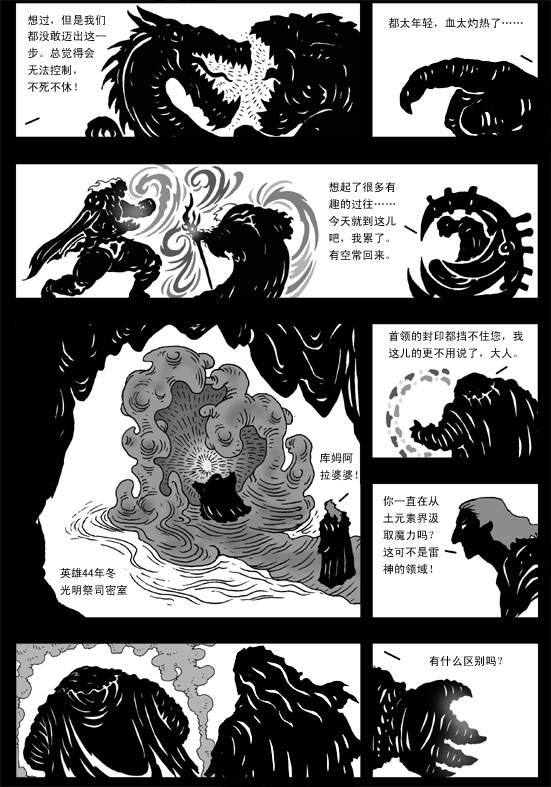 想过，但是我们
都没敢迈出这一
步。总觉得会
无法控制，
不死不休！
都太年轻，血太灼热了……
想起了很多有
趣的过往……
今天就到这儿
吧，我累了。
有空常回来。
首领的封印都挡不住您，我
这儿的更不用说了，大人。
库姆阿
拉婆婆！
英雄44年冬
光明祭司密室
你一直在从
土元素界汲
取魔力吗？
这可不是雷
神的领域！
有什么区别吗？